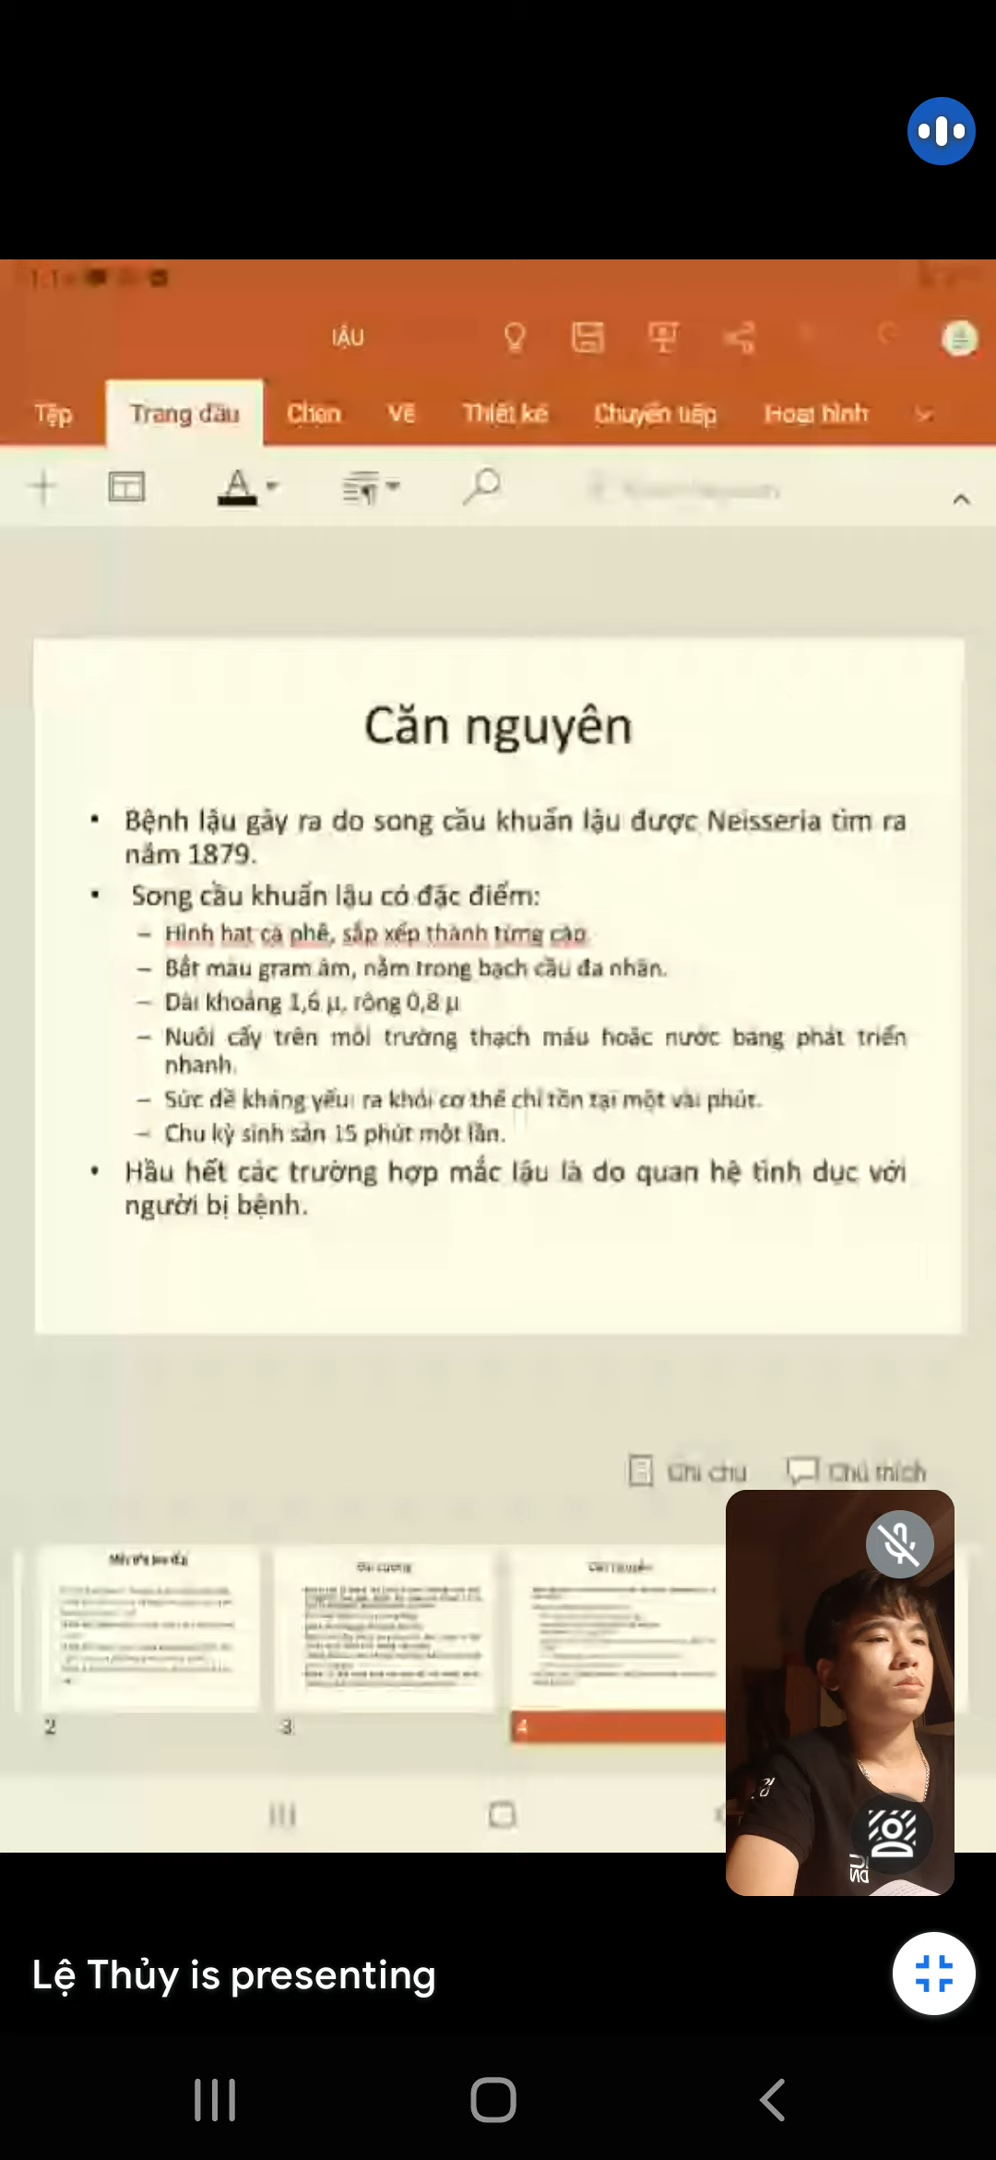 LẬU
Tệp Trang đầu Chèn Vẽ Thiết kế Chuyển tiếp Hoạt hình
Căn nguyên
• Bệnh lậu gây ra do song cầu khuẩn lậu được Neisseria tìm ra
năm 1879.
• Song cầu khuẩn lậu có đặc điểm:
– Hình hạt cà phê, sắp xếp thành từng cặp
– Bắt màu gram âm, nằm trong bạch cầu đa nhân.
– Dài khoảng 1,6 µ, rộng 0,8 µ
– Nuôi cấy trên môi trường thạch máu hoặc nước báng phát triển
nhanh.
– Sức đề kháng yếu: ra khỏi cơ thể chỉ tồn tại một vài phút.
– Chu kỳ sinh sản 15 phút một lần.
• Hầu hết các trường hợp mắc lậu là do quan hệ tình dục với
người bị bệnh.
Ghi chú Chú thích
Đại cương Căn nguyên
2 3 4
Lệ Thủy is presenting